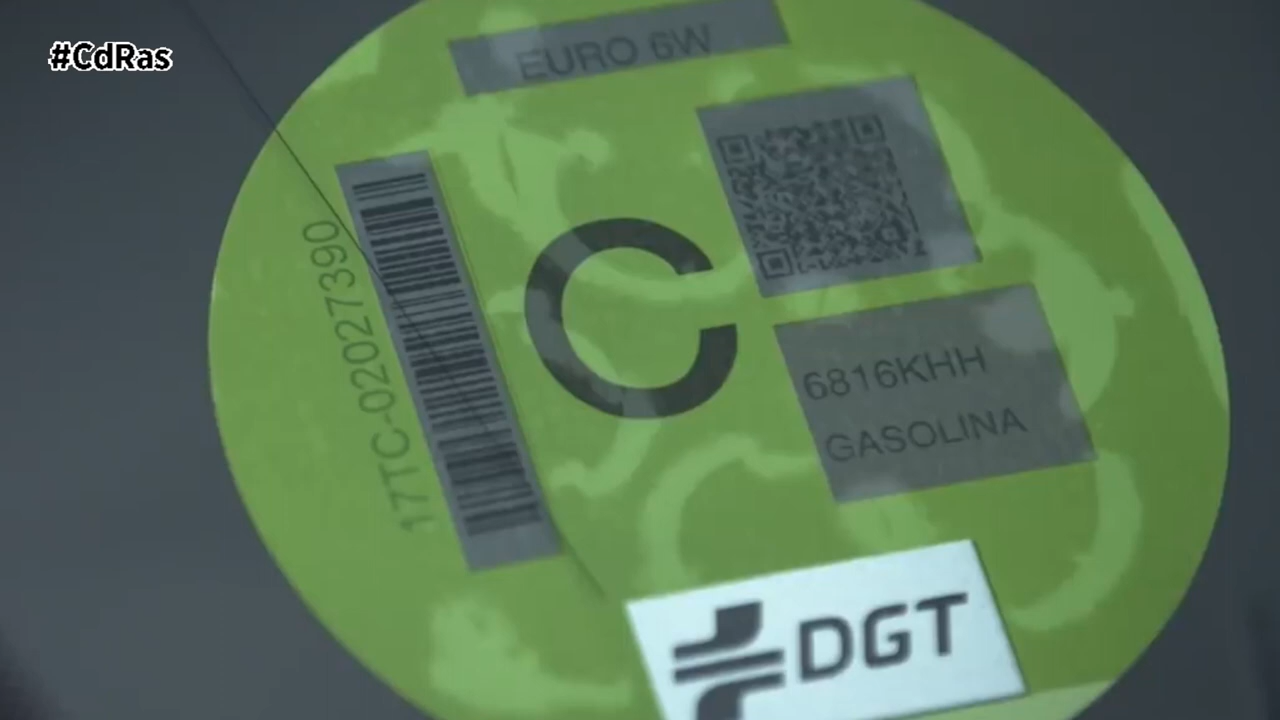 #CdRas
EURO 6W
17TC-02027390
C
6816KHH
GASOLINA
DGT